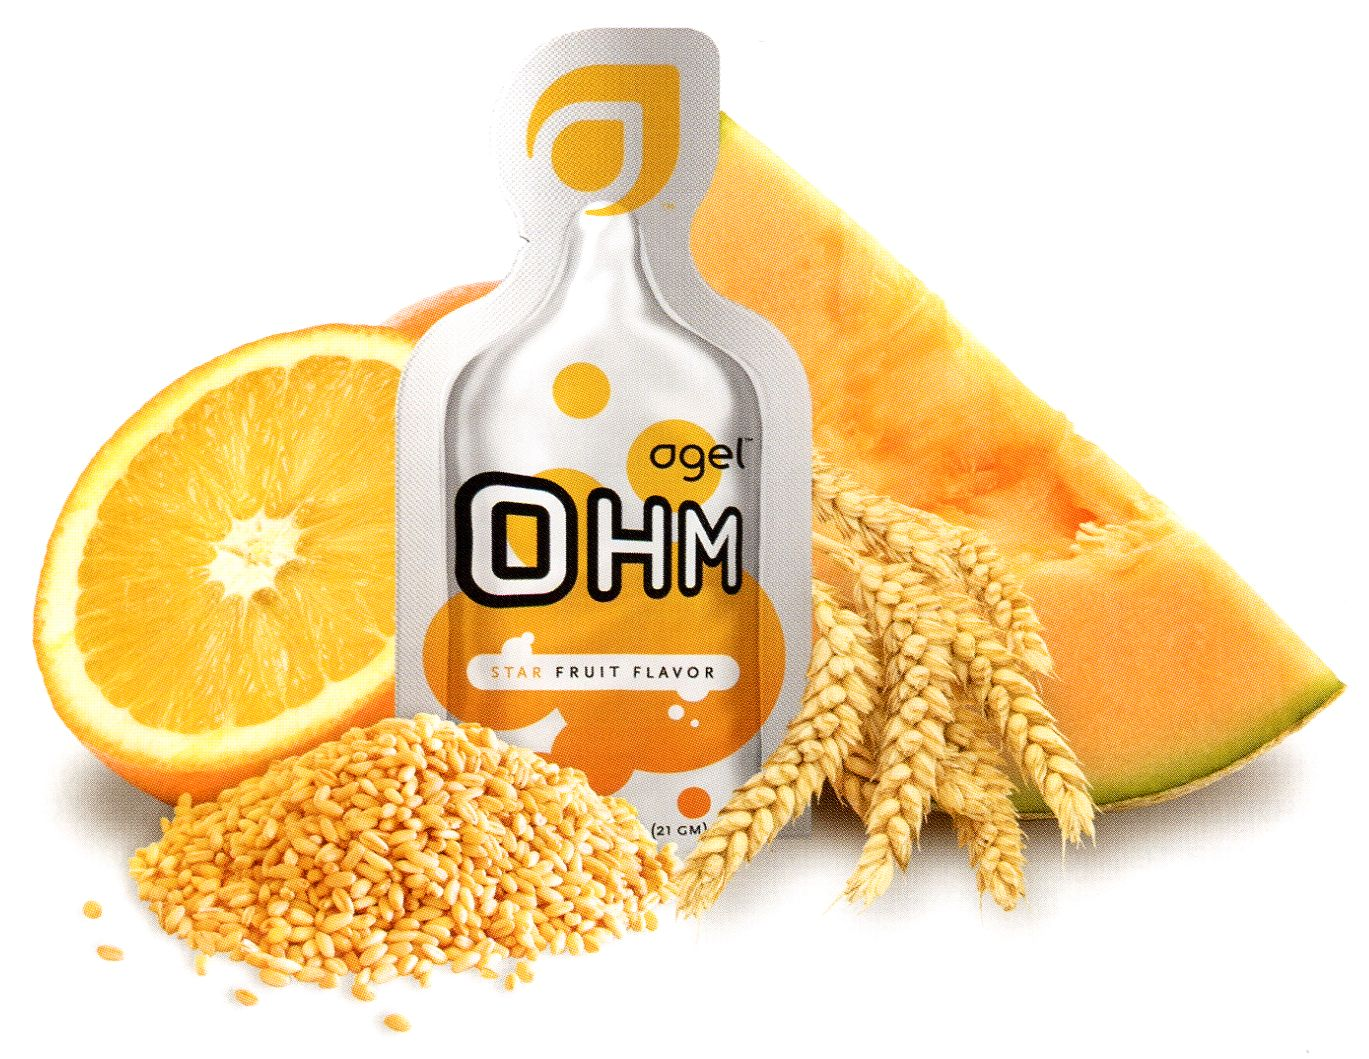 agel™
OHM
STAR FRUIT FLAVOR
(21 GM)